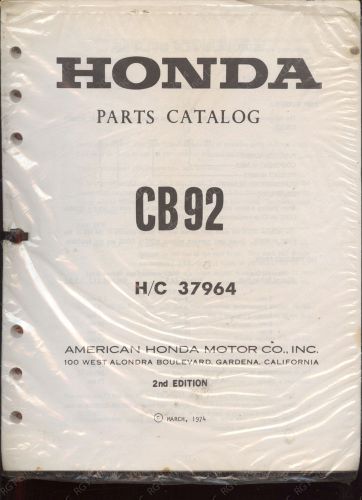 HONDA
PARTS CATALOG
CB92
H/C 37964
AMERICAN HONDA MOTOR CO., INC.
100 WEST ALONDRA BOULEVARD, GARDENA, CALIFORNIA
2nd EDITION
© MARCH, 1974